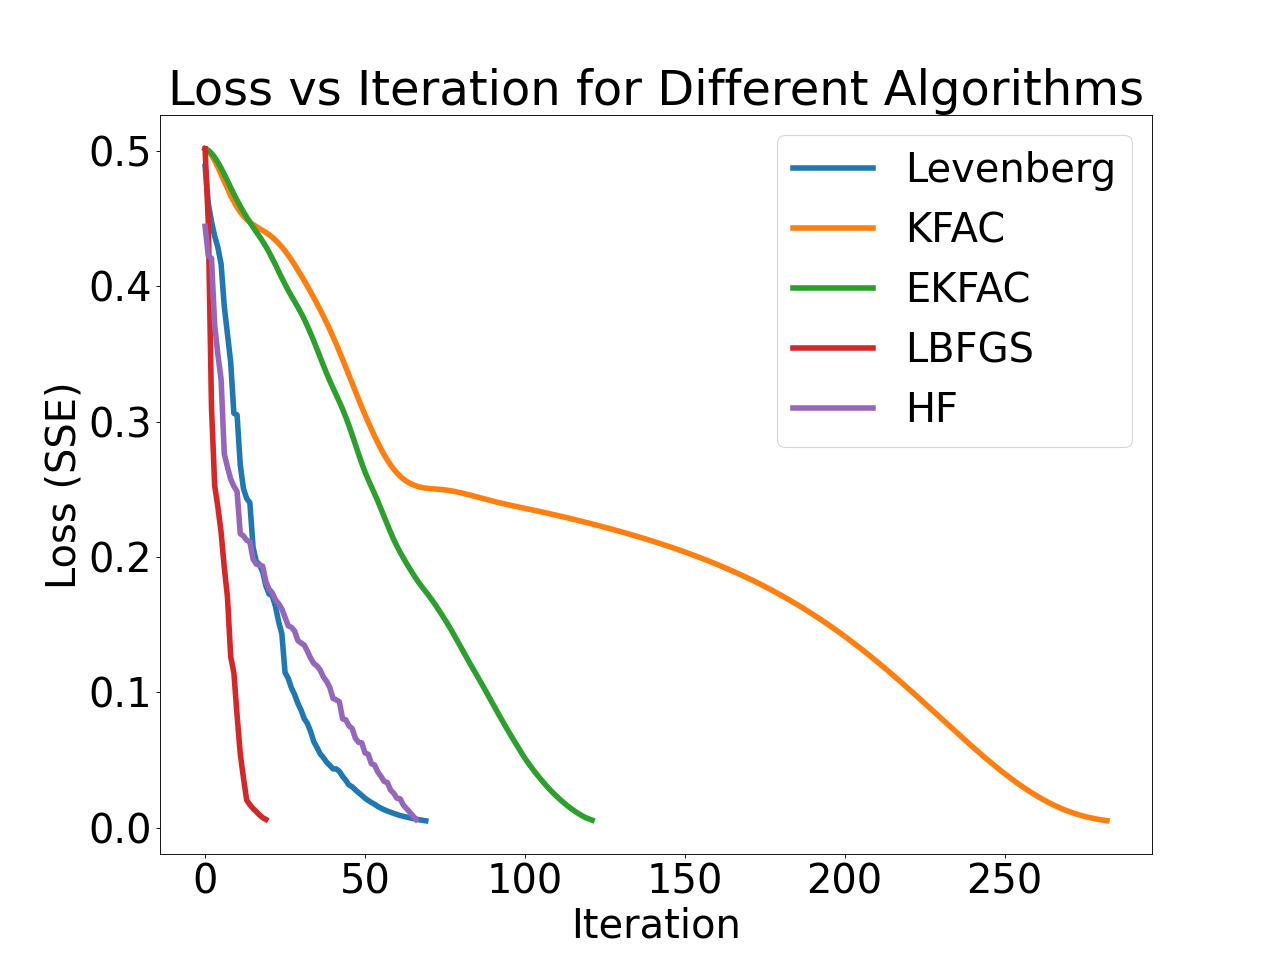 Loss vs Iteration for Different Algorithms
Levenberg
KFAC
EKFAC
LBFGS
HF
Loss (SSE)
0.5
0.4
0.3
0.2
0.1
0.0
0 50 100 150 200 250
Iteration